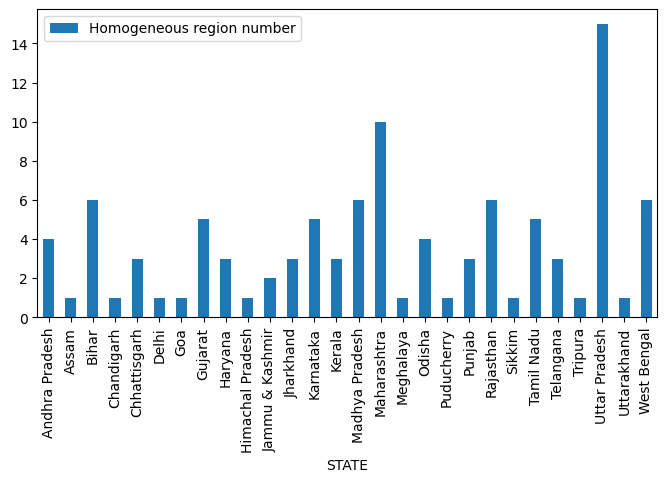 Homogeneous region number
14
12
10
8
6
4
2
0
Andhra Pradesh
Assam
Bihar
Chandigarh
Chhattisgarh
Delhi
Goa
Gujarat
Haryana
Himachal Pradesh
Jammu & Kashmir
Jharkhand
Karnataka
Kerala
Madhya Pradesh
Maharashtra
Meghalaya
Odisha
Puducherry
Punjab
Rajasthan
Sikkim
Tamil Nadu
Telangana
Tripura
Uttar Pradesh
Uttarakhand
West Bengal
STATE